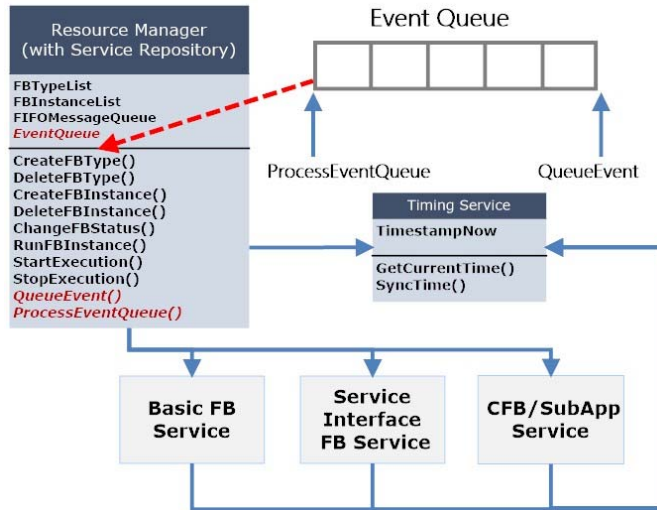 Resource Manager
(with Service Repository)
FBTypeList
FBInstanceList
FIFOMessageQueue
EventQueue
CreateFBType()
DeleteFBType()
CreateFBInstance()
DeleteFBInstance()
ChangeFBStatus()
RunFBInstance()
StartExecution()
StopExecution()
QueueEvent()
ProcessEventQueue()
Event Queue
ProcessEventQueue
QueueEvent
Timing Service
TimestampNow
GetCurrentTime()
SyncTime()
Basic FB
Service
Service
Interface
FB Service
CFB/SubApp
Service